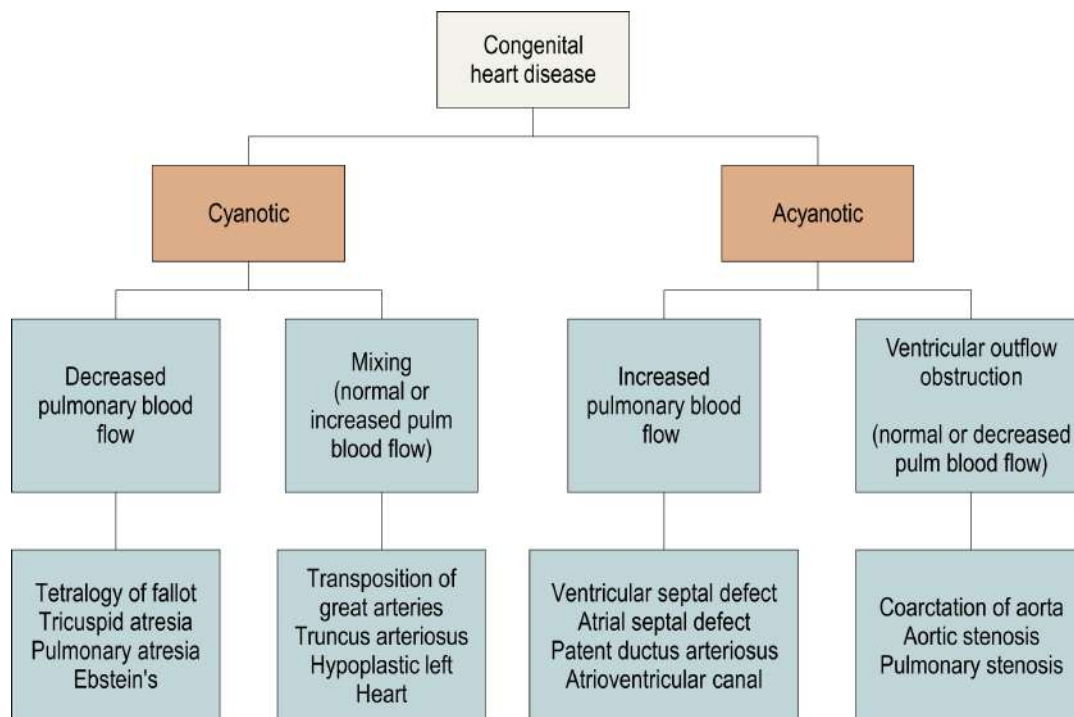 Congenital
heart disease
Cyanotic
Acyanotic
Decreased
pulmonary blood
flow
Mixing
(normal or
increased pulm
blood flow)
Increased
pulmonary blood
flow
Ventricular outflow
obstruction
(normal or decreased
pulm blood flow)
Tetralogy of fallot
Tricuspid atresia
Pulmonary atresia
Ebstein's
Transposition of
great arteries
Truncus arteriosus
Hypoplastic left
Heart
Ventricular septal defect
Atrial septal defect
Patent ductus arteriosus
Atrioventricular canal
Coarctation of aorta
Aortic stenosis
Pulmonary stenosis